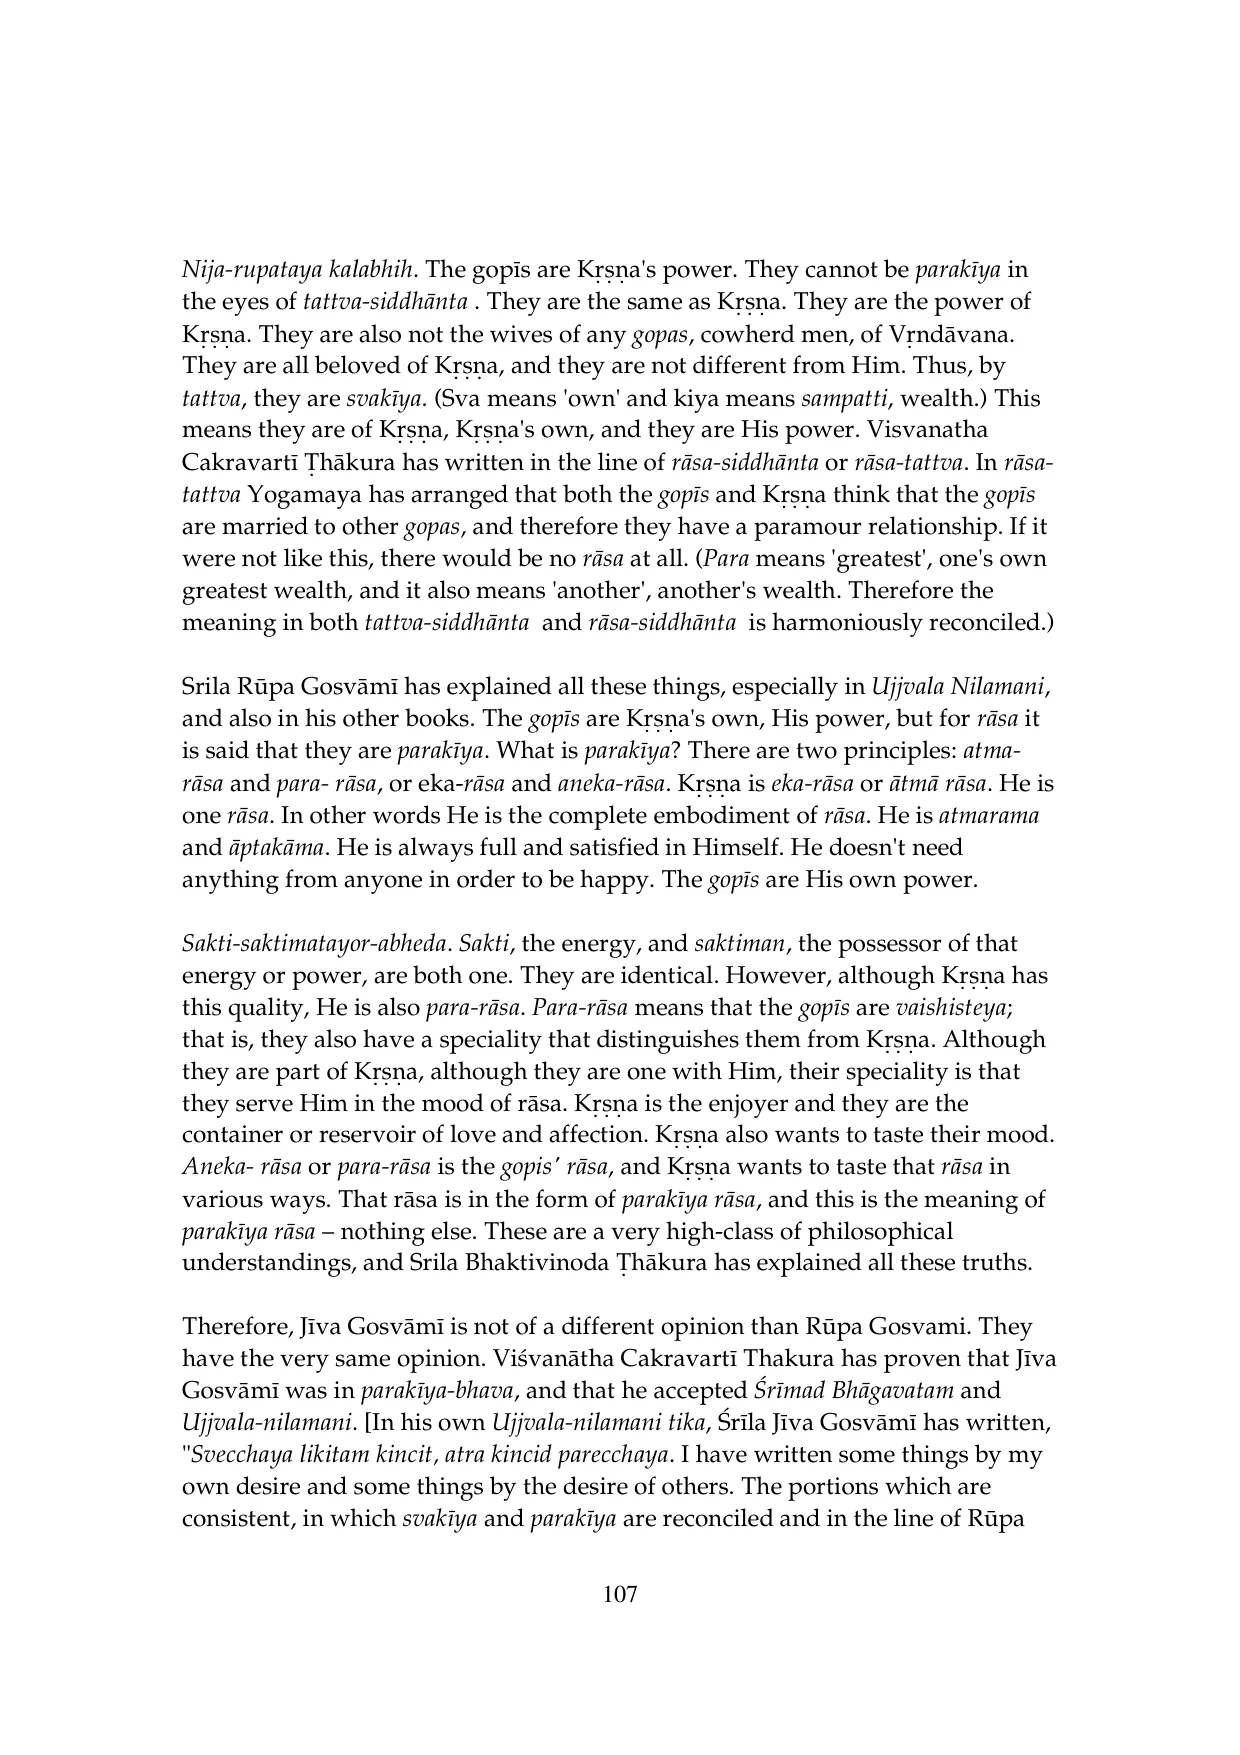 Nija-rupataya kalabhih. The gopīs are Kṛṣṇa's power. They cannot be parakīya in
the eyes of tattva-siddhānta . They are the same as Kṛṣṇa. They are the power of
Kṛṣṇa. They are also not the wives of any gopas, cowherd men, of Vṛndāvana.
They are all beloved of Kṛṣṇa, and they are not different from Him. Thus, by
tattva, they are svakīya. (Sva means 'own' and kiya means sampatti, wealth.) This
means they are of Kṛṣṇa, Kṛṣṇa's own, and they are His power. Visvanatha
Cakravartī Ṭhākura has written in the line of rāsa-siddhānta or rāsa-tattva. In rāsa-
tattva Yogamaya has arranged that both the gopīs and Kṛṣṇa think that the gopīs
are married to other gopas, and therefore they have a paramour relationship. If it
were not like this, there would be no rāsa at all. (Para means 'greatest', one's own
greatest wealth, and it also means 'another', another's wealth. Therefore the
meaning in both tattva-siddhānta  and rāsa-siddhānta  is harmoniously reconciled.)

Srila Rūpa Gosvāmī has explained all these things, especially in Ujjvala Nilamani,
and also in his other books. The gopīs are Kṛṣṇa's own, His power, but for rāsa it
is said that they are parakīya. What is parakīya? There are two principles: atma-
rāsa and para- rāsa, or eka-rāsa and aneka-rāsa. Kṛṣṇa is eka-rāsa or ātmā rāsa. He is
one rāsa. In other words He is the complete embodiment of rāsa. He is atmarama
and āptakāma. He is always full and satisfied in Himself. He doesn't need
anything from anyone in order to be happy. The gopīs are His own power.

Sakti-saktimatayor-abheda. Sakti, the energy, and saktiman, the possessor of that
energy or power, are both one. They are identical. However, although Kṛṣṇa has
this quality, He is also para-rāsa. Para-rāsa means that the gopīs are vaishisteya;
that is, they also have a speciality that distinguishes them from Kṛṣṇa. Although
they are part of Kṛṣṇa, although they are one with Him, their speciality is that
they serve Him in the mood of rāsa. Kṛṣṇa is the enjoyer and they are the
container or reservoir of love and affection. Kṛṣṇa also wants to taste their mood.
Aneka- rāsa or para-rāsa is the gopis’ rāsa, and Kṛṣṇa wants to taste that rāsa in
various ways. That rāsa is in the form of parakīya rāsa, and this is the meaning of
parakīya rāsa – nothing else. These are a very high-class of philosophical
understandings, and Srila Bhaktivinoda Ṭhākura has explained all these truths.

Therefore, Jīva Gosvāmī is not of a different opinion than Rūpa Gosvami. They
have the very same opinion. Viśvanātha Cakravartī Thakura has proven that Jīva
Gosvāmī was in parakīya-bhava, and that he accepted Śrīmad Bhāgavatam and
Ujjvala-nilamani. [In his own Ujjvala-nilamani tika, Śrīla Jīva Gosvāmī has written,
"Svecchaya likitam kincit, atra kincid parecchaya. I have written some things by my
own desire and some things by the desire of others. The portions which are
consistent, in which svakīya and parakīya are reconciled and in the line of Rūpa

107